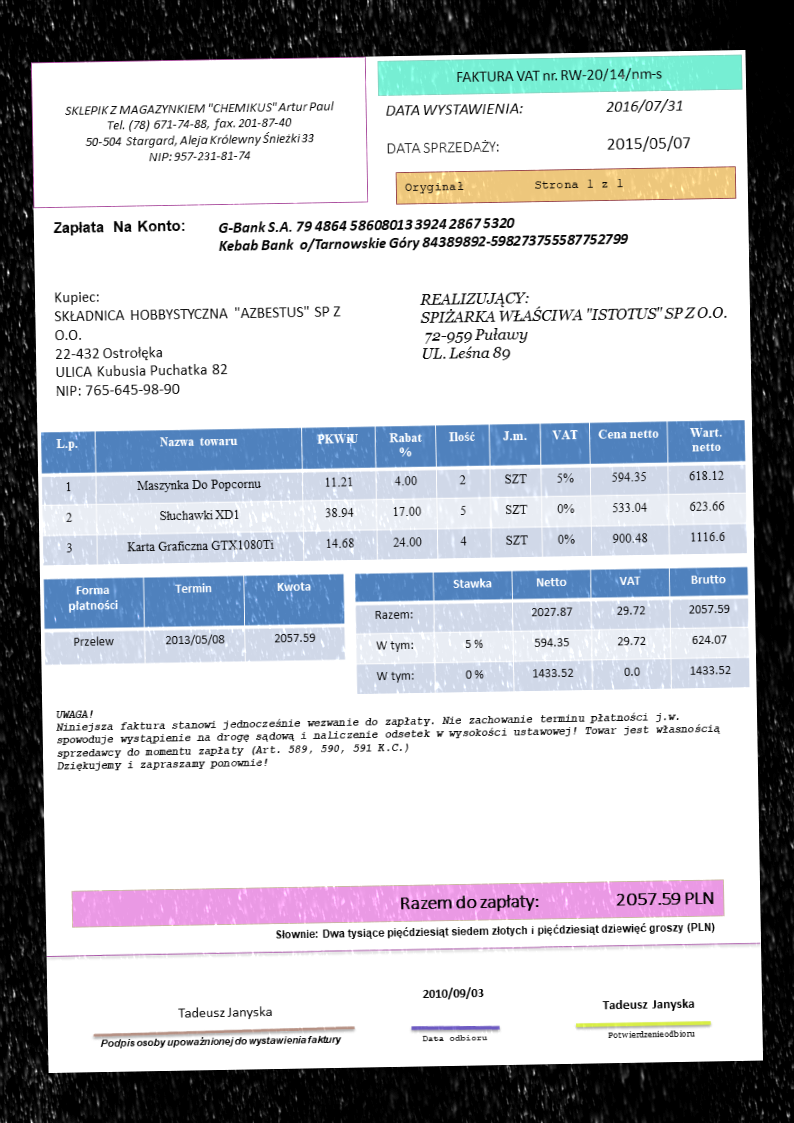 SKLEPIK Z MAGAZYNKIEM "CHEMIKUS" Artur Paul
Tel. (78) 671-74-88, fax. 201-87-40
50-504 Stargard, Aleja Królewny Śnieżki 33
NIP: 957-231-81-74
FAKTURA VAT nr. RW-20/14/nm-s
DATA WYSTAWIENIA: 2016/07/31
DATA SPRZEDAŻY: 2015/05/07
Oryginał Strona 1 z 1
Zapłata Na Konto: G-Bank S.A. 79 4864 58608013 3924 2867 5320
Kebab Bank o/Tarnowskie Góry 84389892-598273755587752799
Kupiec:
SKŁADNICA HOBBYSTYCZNA "AZBESTUS" SP Z
O.O.
22-432 Ostrołęka
ULICA Kubusia Puchatka 82
NIP: 765-645-98-90
REALIZUJĄCY:
SPIŻARKA WŁAŚCIWA "ISTOTUS" SP Z O.O.
72-959 Puławy
UL. Leśna 89
L.p. Nazwa towaru PKWiU Rabat % Ilość J.m. VAT Cena netto Wart. netto
1 Maszynka Do Popcornu 11.21 4.00 2 SZT 5% 594.35 618.12
2 Słuchawki XD1 38.94 17.00 5 SZT 0% 533.04 623.66
3 Karta Graficzna GTX1080Ti 14.68 24.00 4 SZT 0% 900.48 1116.6
Forma płatności Termin Kwota
Przelew 2013/05/08 2057.59
Stawka Netto VAT Brutto
Razem: 2027.87 29.72 2057.59
W tym: 5 % 594.35 29.72 624.07
W tym: 0 % 1433.52 0.0 1433.52
UWAGA!
Niniejsza faktura stanowi jednocześnie wezwanie do zapłaty. Nie zachowanie terminu płatności j.w.
spowoduje wystąpienie na drogę sądową i naliczenie odsetek w wysokości ustawowej! Towar jest własnością
sprzedawcy do momentu zapłaty (Art. 589, 590, 591 K.C.)
Dziękujemy i zapraszamy ponownie!
Razem do zapłaty: 2057.59 PLN
Słownie: Dwa tysiące pięćdziesiąt siedem złotych i pięćdziesiąt dziewięć groszy (PLN)
Tadeusz Janyska
Podpis osoby upoważnionej do wystawienia faktury
2010/09/03
Data odbioru
Tadeusz Janyska
Potwierdzenie odbioru